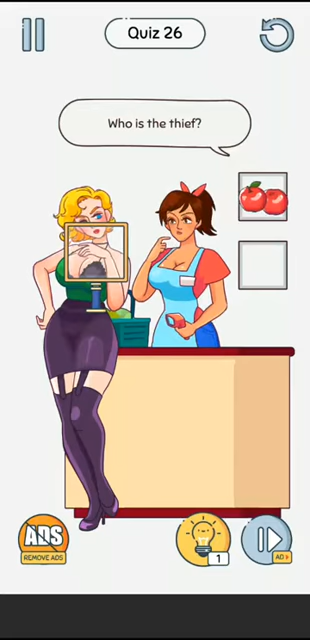 Quiz 26
Who is the thief?
ADS
REMOVE ADS
1
AD